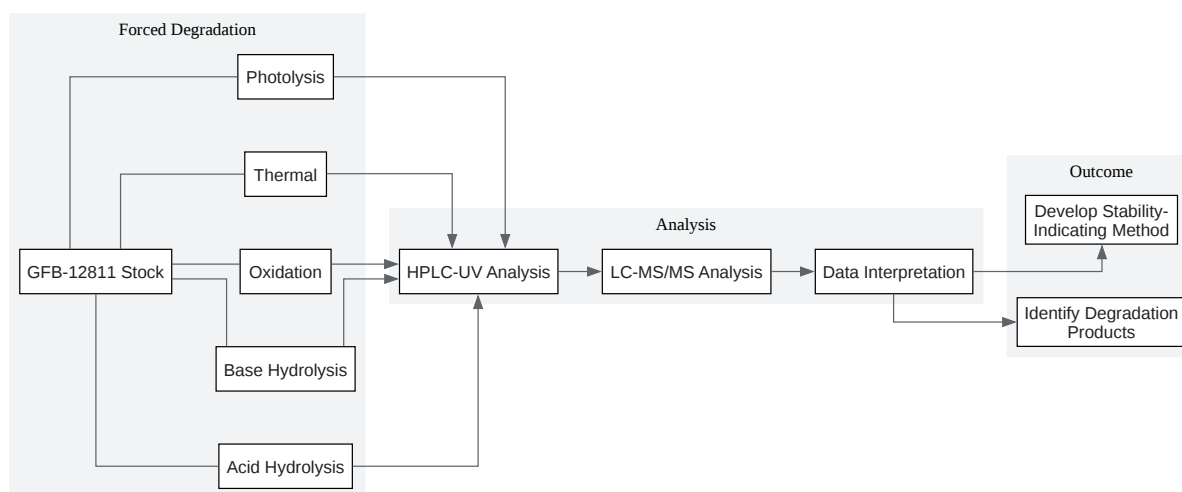 Forced Degradation
Photolysis
Thermal
GFB-12811 Stock
Oxidation
Base Hydrolysis
Acid Hydrolysis
Analysis
HPLC-UV Analysis
LC-MS/MS Analysis
Data Interpretation
Outcome
Develop Stability-
Indicating Method
Identify Degradation
Products